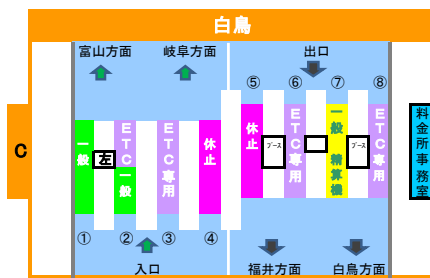 白鳥
富山方面 岐阜方面 出口
⑤ ⑥ ⑦ ⑧
C
一般
左
ETC一般
ETC専用
休止
休止
ブース
ETC専用
一般 精算機
ブース
ETC専用
料金所事務室
① ② ③ ④
入口 福井方面 白鳥方面